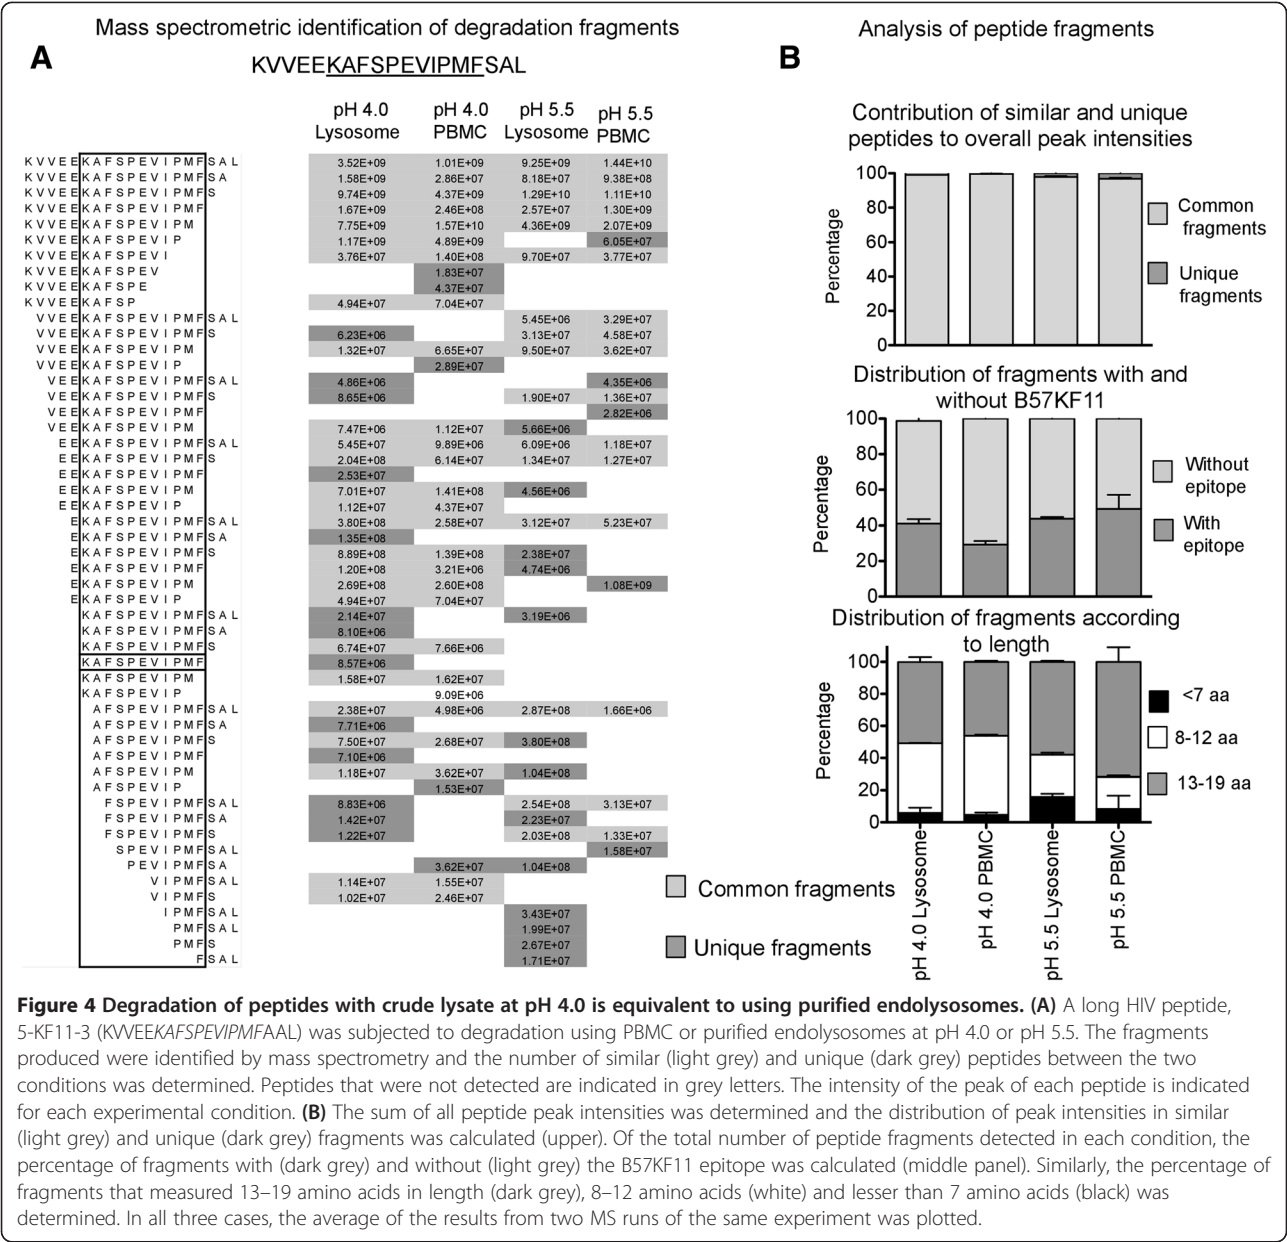 Mass spectrometric identification of degradation fragments
A
KVVEEKAFSPEVIPMFSAL
pH 4.0 Lysosome pH 4.0 PBMC pH 5.5 Lysosome pH 5.5 PBMC
KVVEEKAFSPEVIPMFSAL 3.52E+09 1.01E+09 9.25E+09 1.44E+10
KVVEEKAFSPEVIPMFSA 1.58E+09 2.86E+07 8.18E+07 9.38E+08
KVVEEKAFSPEVIPMFS 9.74E+09 4.37E+09 1.29E+10 1.11E+10
KVVEEKAFSPEVIPMF 1.67E+09 2.46E+08 2.57E+07 1.30E+09
KVVEEKAFSPEVIPM 7.75E+09 1.57E+10 4.36E+09 2.07E+09
KVVEEKAFSPEVIP 1.17E+09 4.89E+09 6.05E+07
KVVEEKAFSPEVI 3.76E+07 1.40E+08 9.70E+07 3.77E+07
KVVEEKAFSPEV 1.83E+07
KVVEEKAFSPE 4.37E+07
KVVEEKAFSP 4.94E+07 7.04E+07
VVEEKAFSPEVIPMFSAL 5.45E+06 3.29E+07
VVEEKAFSPEVIPMFS 6.23E+06 3.13E+07 4.58E+07
VVEEKAFSPEVIPM 1.32E+07 6.65E+07 9.50E+07 3.62E+07
VVEEKAFSPEVIP 2.89E+07
VEEKAFSPEVIPMFSAL 4.86E+06 4.35E+06
VEEKAFSPEVIPMFS 8.65E+06 1.90E+07 1.36E+07
VEEKAFSPEVIPMF 2.82E+06
VEEKAFSPEVIPM 7.47E+06 1.12E+07 5.66E+06
EEKAFSPEVIPMFSAL 5.45E+07 9.89E+06 6.09E+06 1.18E+07
EEKAFSPEVIPMFS 2.04E+08 6.14E+07 1.34E+07 1.27E+07
EEKAFSPEVIPMF 2.53E+07
EEKAFSPEVIPM 7.01E+07 1.41E+08 4.56E+06
EEKAFSPEVIP 1.12E+07 4.37E+07
EKAFSPEVIPMFSAL 3.80E+08 2.58E+07 3.12E+07 5.23E+07
EKAFSPEVIPMFSA 1.35E+08
EKAFSPEVIPMFS 8.89E+08 1.39E+08 2.38E+07
EKAFSPEVIPMF 1.20E+08 3.21E+06 4.74E+06
EKAFSPEVIPM 2.69E+08 2.60E+08 1.08E+09
EKAFSPEVIP 4.94E+07 7.04E+07
KAFSPEVIPMFSAL 2.14E+07 3.19E+06
KAFSPEVIPMFSA 8.10E+06
KAFSPEVIPMFS 6.74E+07 7.66E+06
KAFSPEVIPMF 8.57E+06
KAFSPEVIPM 1.58E+07 1.62E+07
KAFSPEVIP 9.09E+06
AFSPEVIPMFSAL 2.38E+07 4.98E+06 2.87E+08 1.66E+06
AFSPEVIPMFSA 7.71E+06
AFSPEVIPMFS 7.50E+07 2.68E+07 3.80E+08
AFSPEVIPMF 7.10E+06
AFSPEVIPM 1.18E+07 3.62E+07 1.04E+08
AFSPEVIP 1.53E+07
FSPEVIPMFSAL 8.83E+06 2.54E+08 3.13E+07
FSPEVIPMFSA 1.42E+07 2.23E+07
FSPEVIPMFS 1.22E+07 2.03E+08 1.33E+07
SPEVIPMFSAL 1.58E+07
PEVIPMFSA 3.62E+07 1.04E+08
VIPMFSAL 1.14E+07 1.55E+07
VIPMFS 1.02E+07 2.46E+07
IPMFSAL 3.43E+07
PMFSAL 1.99E+07
PMFS 2.67E+07
FSAL 1.71E+07
Common fragments
Unique fragments
Analysis of peptide fragments
B
Contribution of similar and unique
peptides to overall peak intensities
Percentage
100
80
60
40
20
0
Common fragments
Unique fragments
Distribution of fragments with and
without B57KF11
Percentage
100
80
60
40
20
0
Without epitope
With epitope
Distribution of fragments according
to length
Percentage
100
80
60
40
20
0
<7 aa
8-12 aa
13-19 aa
pH 4.0 Lysosome
pH 4.0 PBMC
pH 5.5 Lysosome
pH 5.5 PBMC
Figure 4 Degradation of peptides with crude lysate at pH 4.0 is equivalent to using purified endolysosomes. (A) A long HIV peptide,
5-KF11-3 (KVVEEKAFSPEVIPMFAAL) was subjected to degradation using PBMC or purified endolysosomes at pH 4.0 or pH 5.5. The fragments
produced were identified by mass spectrometry and the number of similar (light grey) and unique (dark grey) peptides between the two
conditions was determined. Peptides that were not detected are indicated in grey letters. The intensity of the peak of each peptide is indicated
for each experimental condition. (B) The sum of all peptide peak intensities was determined and the distribution of peak intensities in similar
(light grey) and unique (dark grey) fragments was calculated (upper). Of the total number of peptide fragments detected in each condition, the
percentage of fragments with (dark grey) and without (light grey) the B57KF11 epitope was calculated (middle panel). Similarly, the percentage of
fragments that measured 13–19 amino acids in length (dark grey), 8–12 amino acids (white) and lesser than 7 amino acids (black) was
determined. In all three cases, the average of the results from two MS runs of the same experiment was plotted.